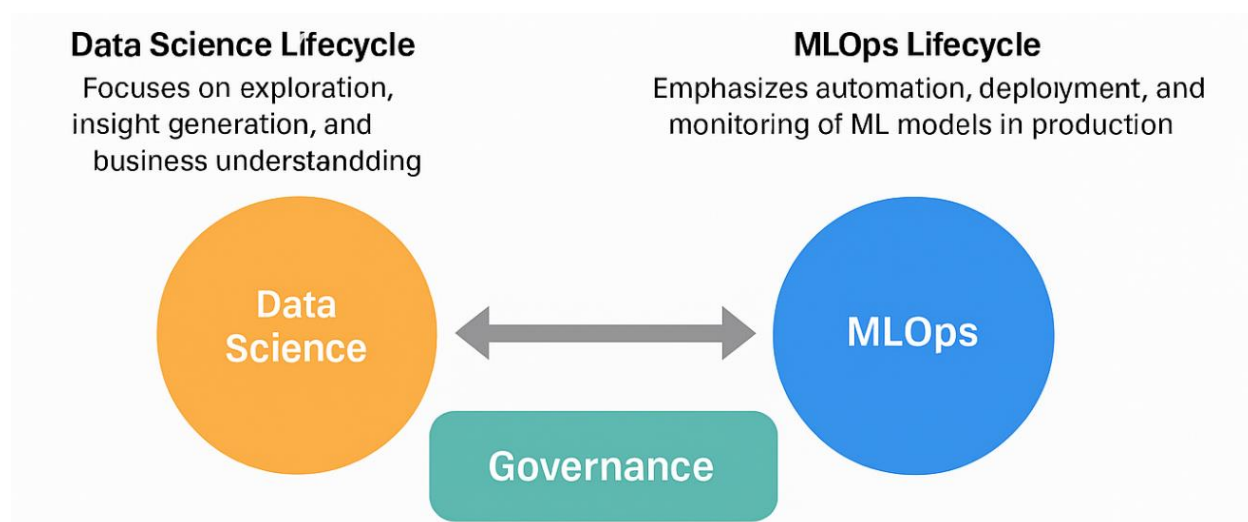 Data Science Lifecycle
Focuses on exploration,
insight generation, and
business understandding
MLOps Lifecycle
Emphasizes automation, deployment, and
monitoring of ML models in production
Data
Science
MLOps
Governance